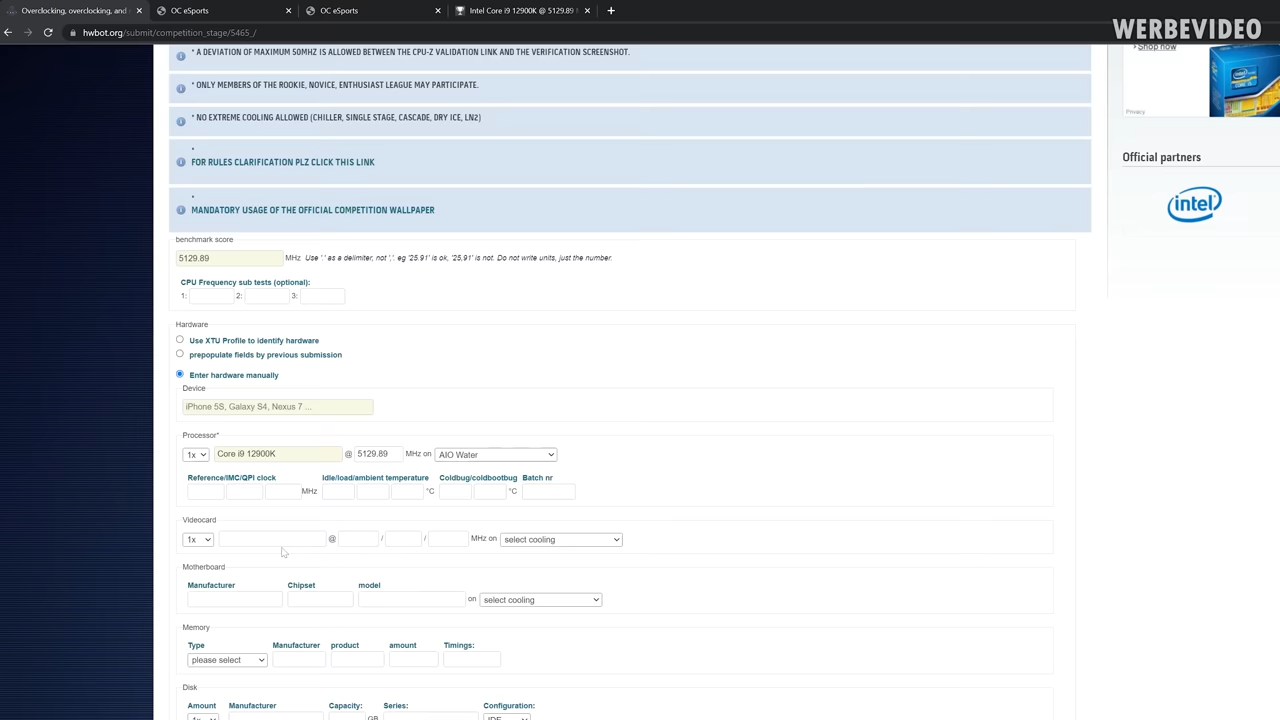 Overclocking, overclocking, and
OC eSports
OC eSports
Intel Core i9 12900K @ 5129.89
hwbot.org/submit/competition_stage/5465_/
WERBEVIDEO
* A DEVIATION OF MAXIMUM 50MHZ IS ALLOWED BETWEEN THE CPU-Z VALIDATION LINK AND THE VERIFICATION SCREENSHOT.
* ONLY MEMBERS OF THE ROOKIE, NOVICE, ENTHUSIAST LEAGUE MAY PARTICIPATE.
* NO EXTREME COOLING ALLOWED (CHILLER, SINGLE STAGE, CASCADE, DRY ICE, LN2)
*
FOR RULES CLARIFICATION PLZ CLICK THIS LINK
*
MANDATORY USAGE OF THE OFFICIAL COMPETITION WALLPAPER
› Shop now
Privacy
Official partners
intel
benchmark score
5129.89 MHz Use '.' as a delimiter, not ',', eg '25.91' is ok, '25,91' is not. Do not write units, just the number.
CPU Frequency sub tests (optional):
1: 2: 3:
Hardware
Use XTU Profile to identify hardware
prepopulate fields by previous submission
Enter hardware manually
Device
iPhone 5S, Galaxy S4, Nexus 7 ...
Processor*
1x Core i9 12900K @ 5129.89 MHz on AIO Water
Reference/IMC/QPI clock Idle/load/ambient temperature Coldbug/coldbootbug Batch nr
MHz °C °C
Videocard
1x @ / / MHz on select cooling
Motherboard
Manufacturer Chipset model
on select cooling
Memory
Type Manufacturer product amount Timings:
please select
Disk
Amount Manufacturer Capacity: Series: Configuration:
1x GB IDE